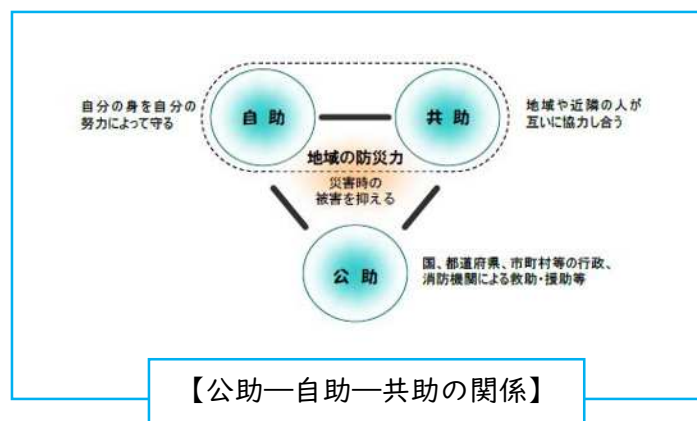 自分の身を自分の
努力によって守る
自 助
共 助
地域や近隣の人が
互いに協力し合う
地域の防災力
災害時の
被害を抑える
公 助
国、都道府県、市町村等の行政、
消防機関による救助・援助等
【公助―自助―共助の関係】